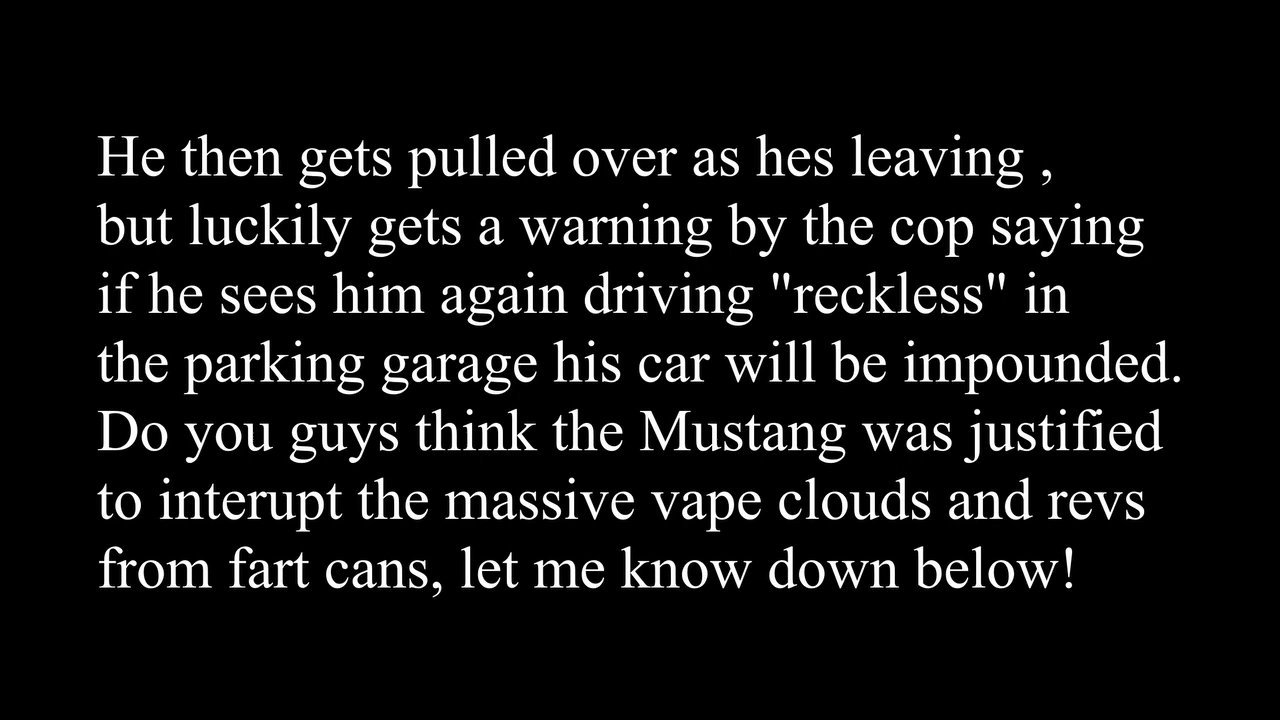 He then gets pulled over as hes leaving ,
but luckily gets a warning by the cop saying
if he sees him again driving "reckless" in
the parking garage his car will be impounded.
Do you guys think the Mustang was justified
to interupt the massive vape clouds and revs
from fart cans, let me know down below!